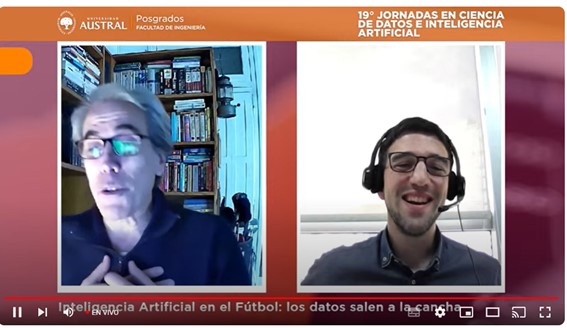 UNIVERSIDAD
AUSTRAL
Posgrados
FACULTAD DE INGENIERÍA
19° JORNADAS EN CIENCIA
DE DATOS E INTELIGENCIA
ARTIFICIAL
Inteligencia Artificial en el Fútbol: los datos salen a la cancha
EN VIVO